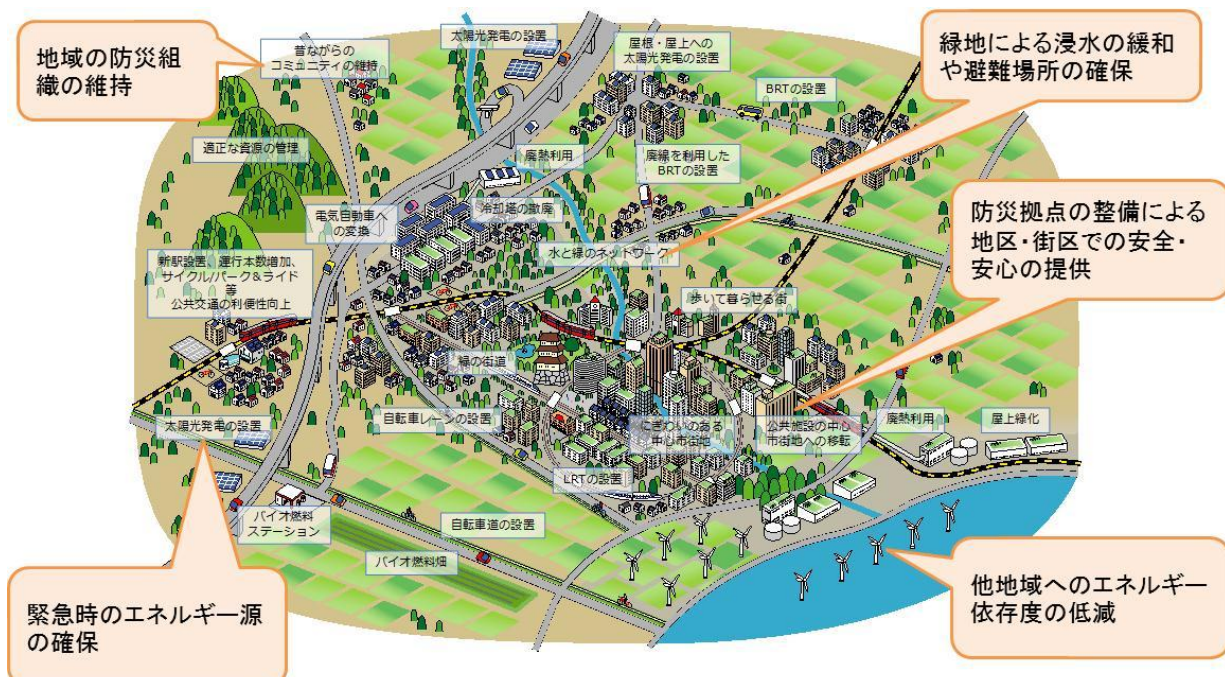 地域の防災組
織の維持
昔ながらの
コミュニティの維持
太陽光発電の設置
屋根・屋上への
太陽光発電の設置
緑地による浸水の緩和
や避難場所の確保
BRTの設置
適正な資源の管理
廃熱利用
廃線を利用した
BRTの設置
電気自動車へ
の変換
冷却塔の撤廃
防災拠点の整備による
地区・街区での安全・
安心の提供
水と緑のネットワーク
新駅設置、運行本数増加、
サイクル/パーク＆ライド
等
公共交通の利便性向上
歩いて暮らせる街
緑の街道
太陽光発電の設置
自転車レーンの設置
にぎわいのある
中心市街地
公共施設の中心
市街地への移転
廃熱利用
屋上緑化
LRTの設置
バイオ燃料
ステーション
自転車道の設置
バイオ燃料畑
緊急時のエネルギー源
の確保
他地域へのエネルギー
依存度の低減